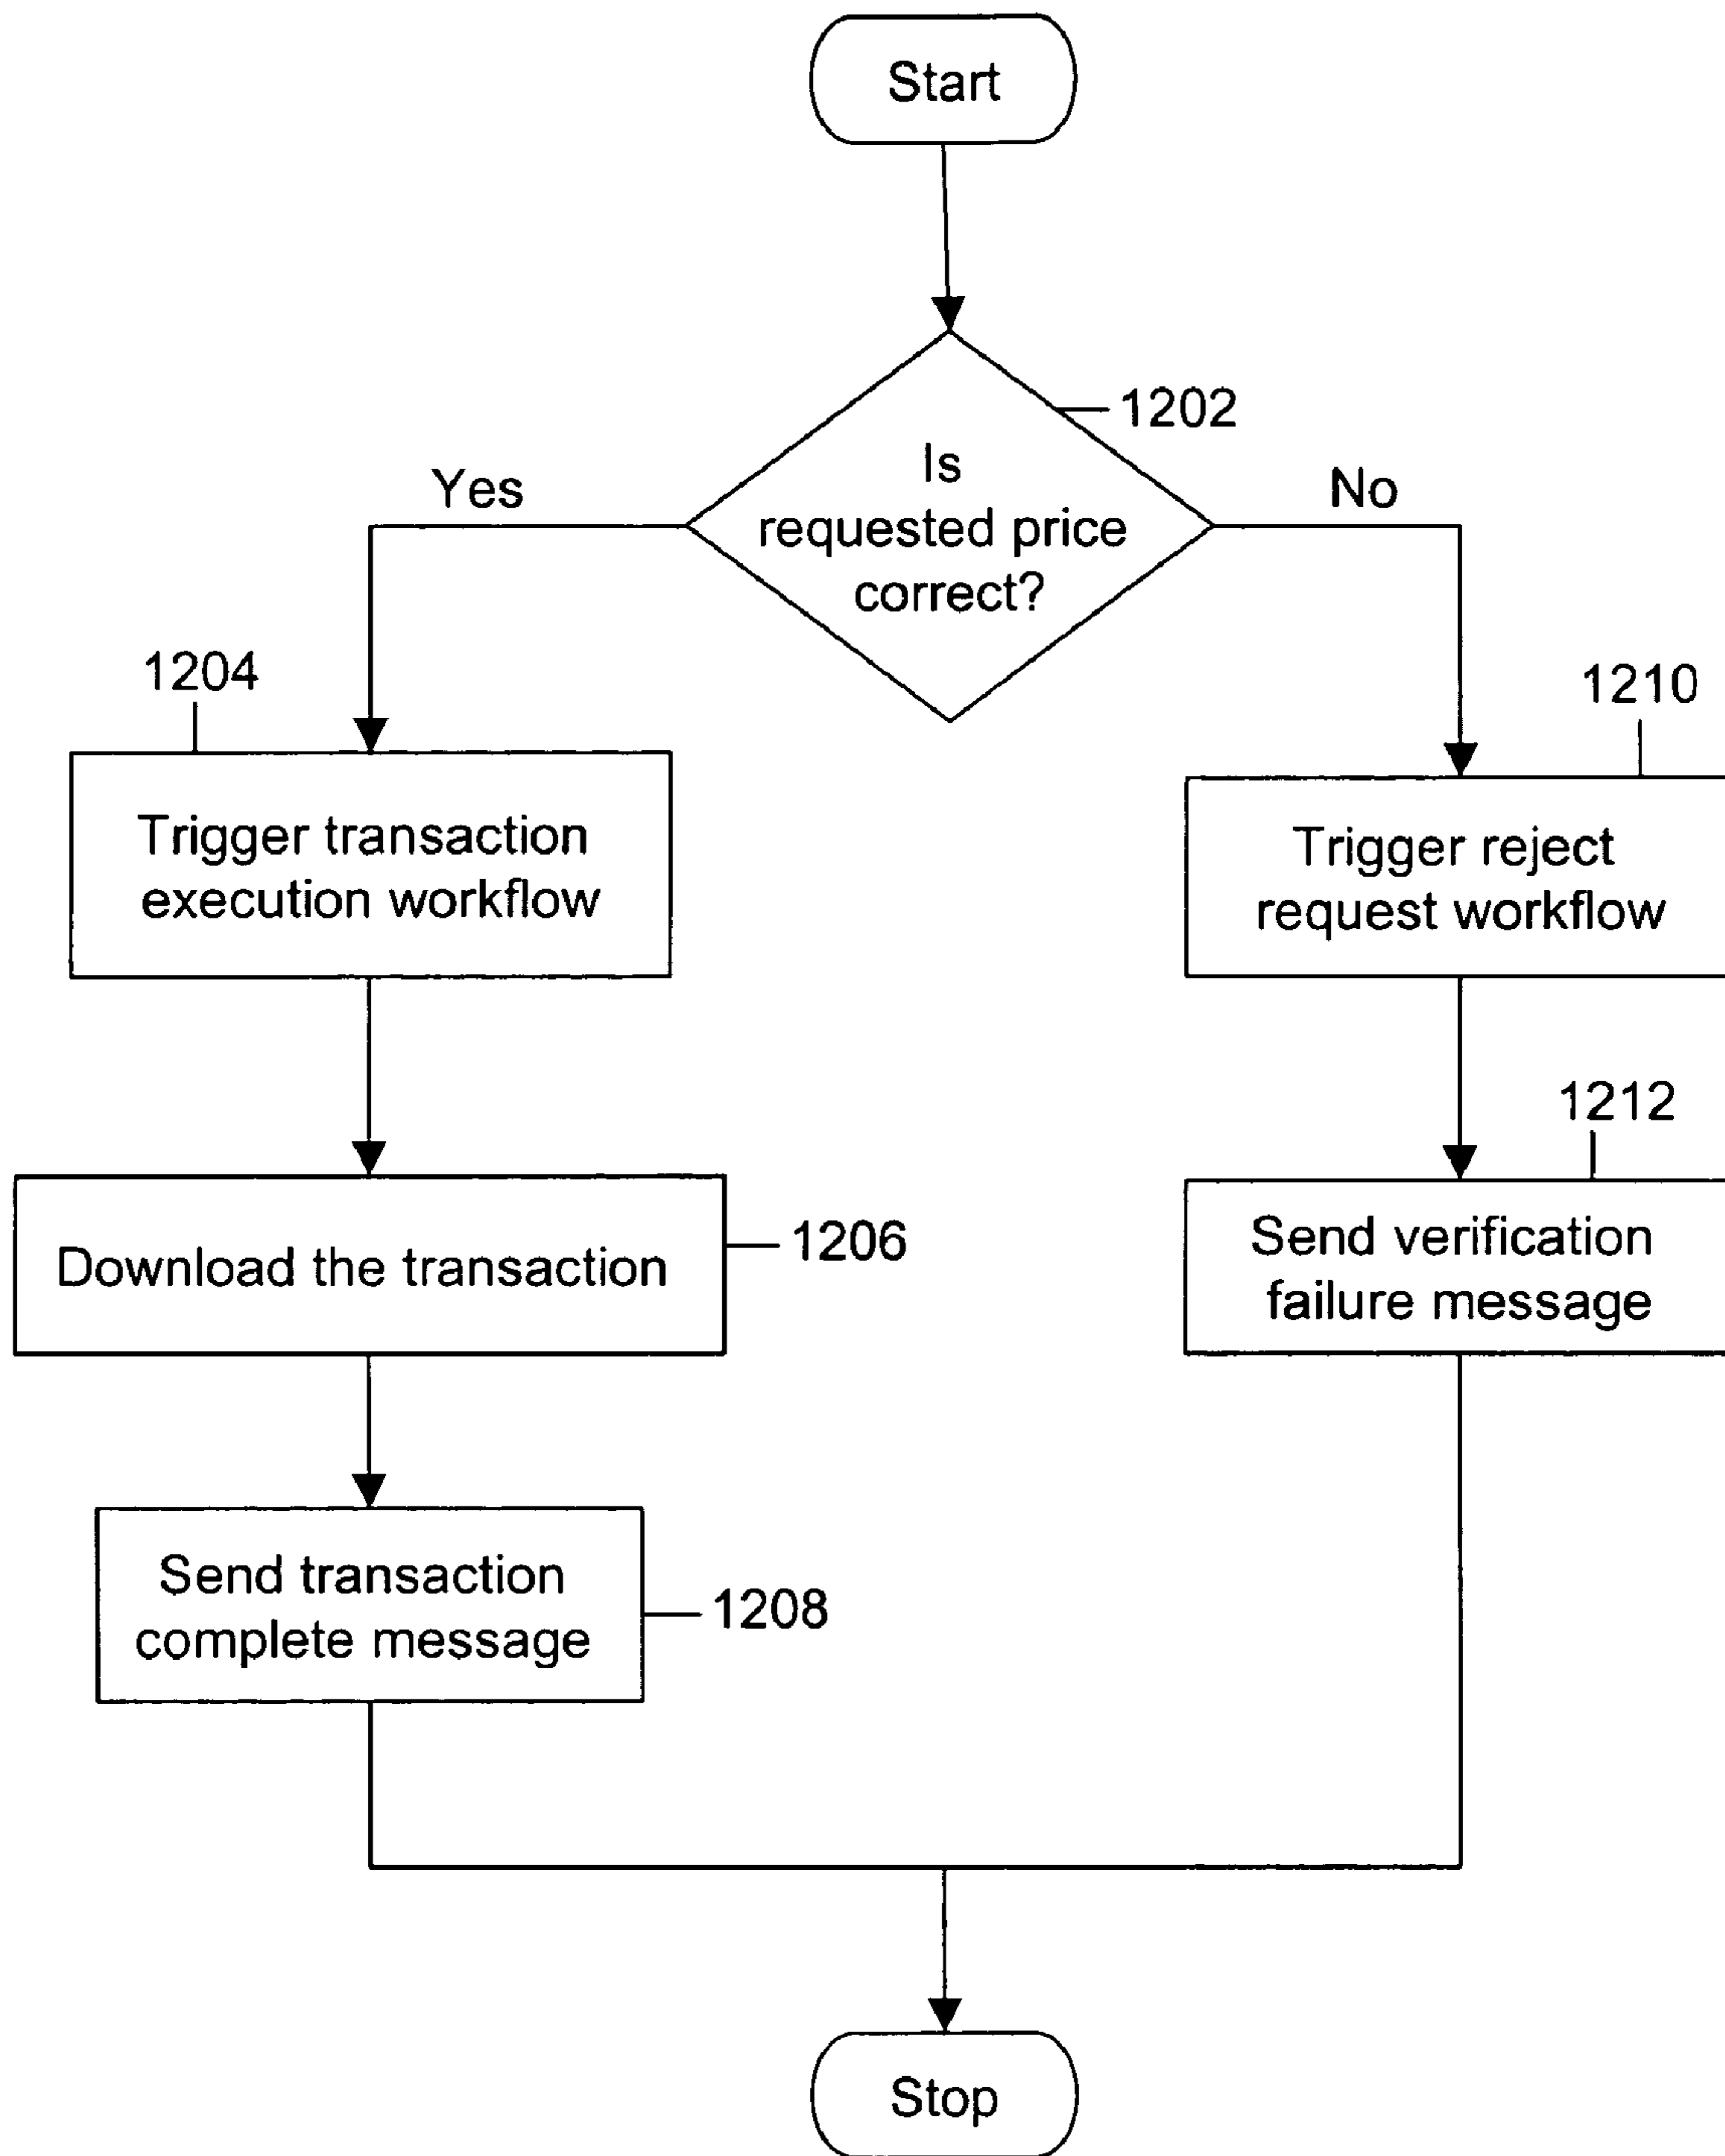 Start
1202
Is
requested price
correct?
Yes
No
1204
1210
Trigger transaction
execution workflow
Trigger reject
request workflow
1212
1206
Download the transaction
Send verification
failure message
Send transaction
complete message
1208
Stop